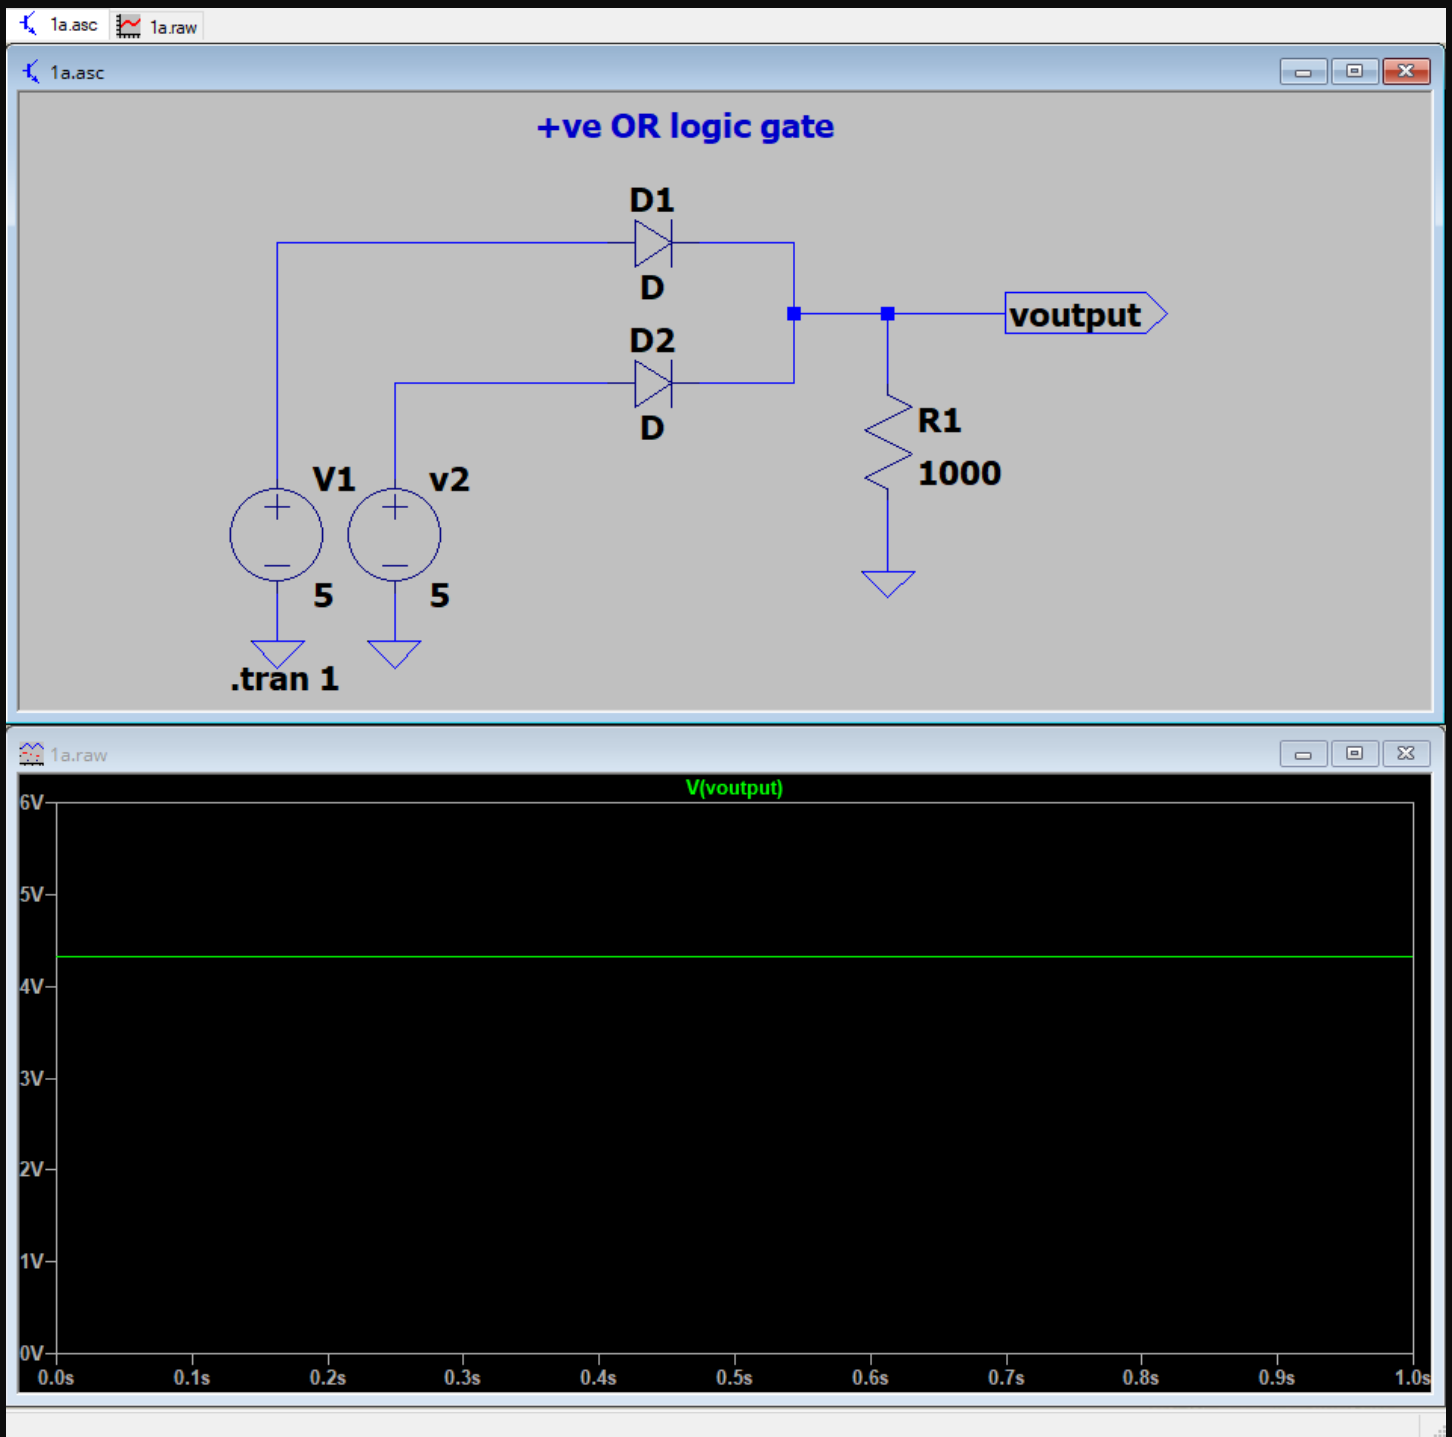 1a.asc
1a.raw
1a.asc
+ve OR logic gate
D1
D
D2
D
voutput
R1
1000
V1
v2
5
5
.tran 1
1a.raw
V(voutput)
6V
5V
4V
3V
2V
1V
0V
0.0s 0.1s 0.2s 0.3s 0.4s 0.5s 0.6s 0.7s 0.8s 0.9s 1.0s